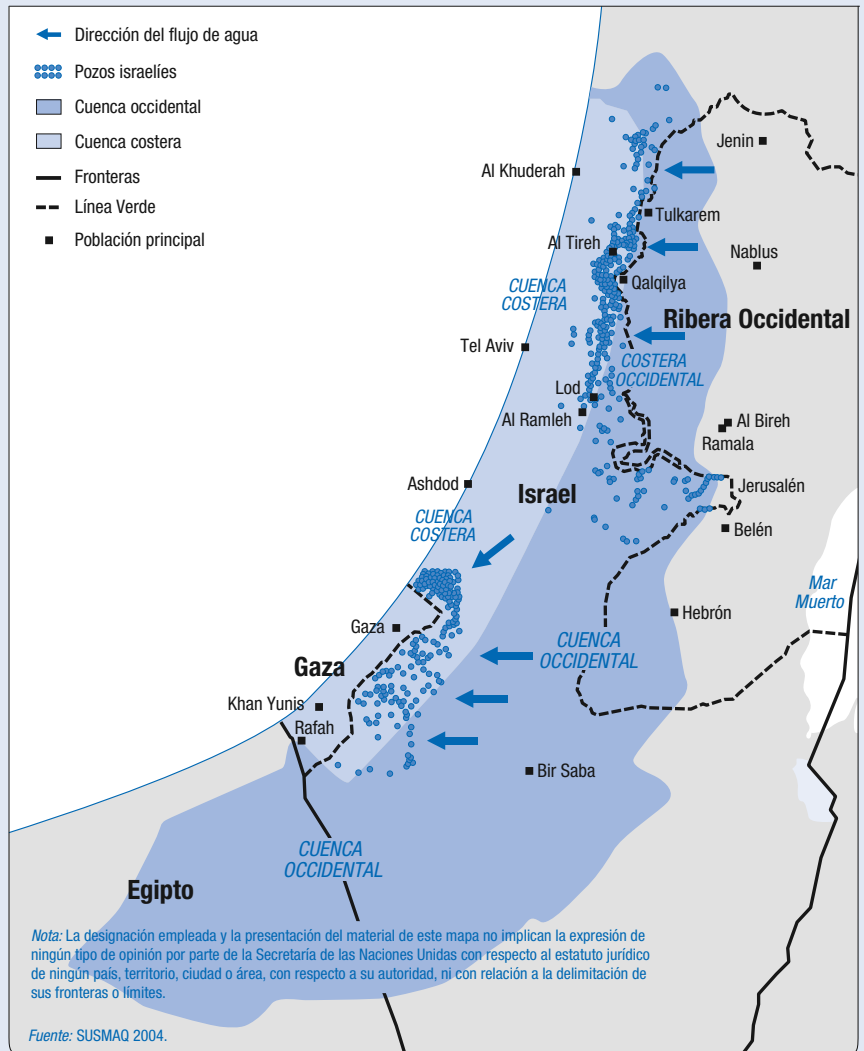 Dirección del flujo de agua
Pozos israelíes
Cuenca occidental
Cuenca costera
Fronteras
Línea Verde
Población principal
Jenin
Al Khuderah
Tulkarem
Al Tireh
Nablus
CUENCA
COSTERA
Qalqilya
Ribera Occidental
Tel Aviv
COSTERA
OCCIDENTAL
Lod
Al Ramleh
Al Bireh
Ramala
Ashdod
Israel
Jerusalén
CUENCA
COSTERA
Belén
Mar
Muerto
Gaza
Hebrón
CUENCA
OCCIDENTAL
Gaza
Khan Yunis
Rafah
Bir Saba
CUENCA
OCCIDENTAL
Egipto
Nota: La designación empleada y la presentación del material de este mapa no implican la expresión de
ningún tipo de opinión por parte de la Secretaría de las Naciones Unidas con respecto al estatuto jurídico
de ningún país, territorio, ciudad o área, con respecto a su autoridad, ni con relación a la delimitación de
sus fronteras o límites.
Fuente: SUSMAQ 2004.